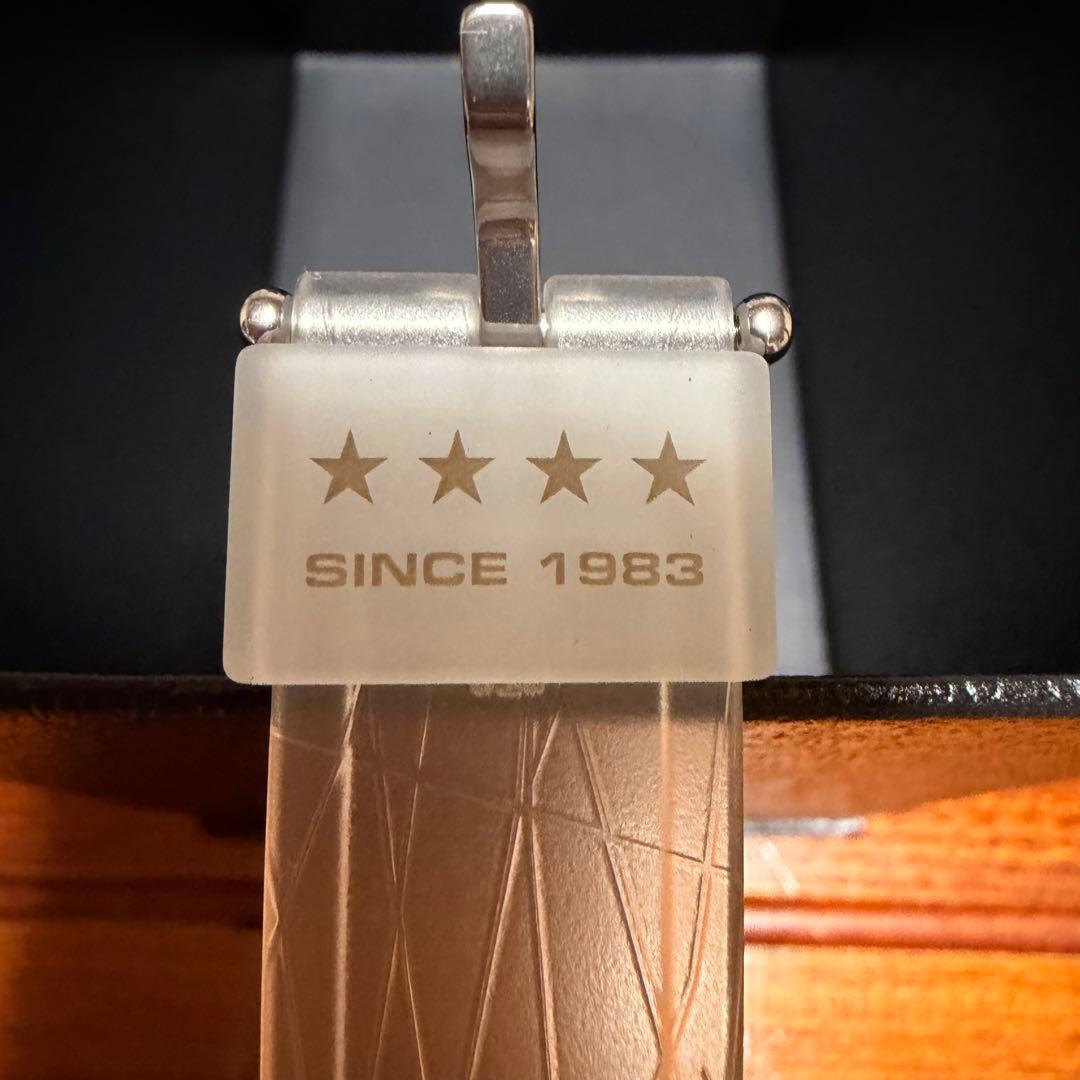 ★ ★ ★ ★
SINCE 1983